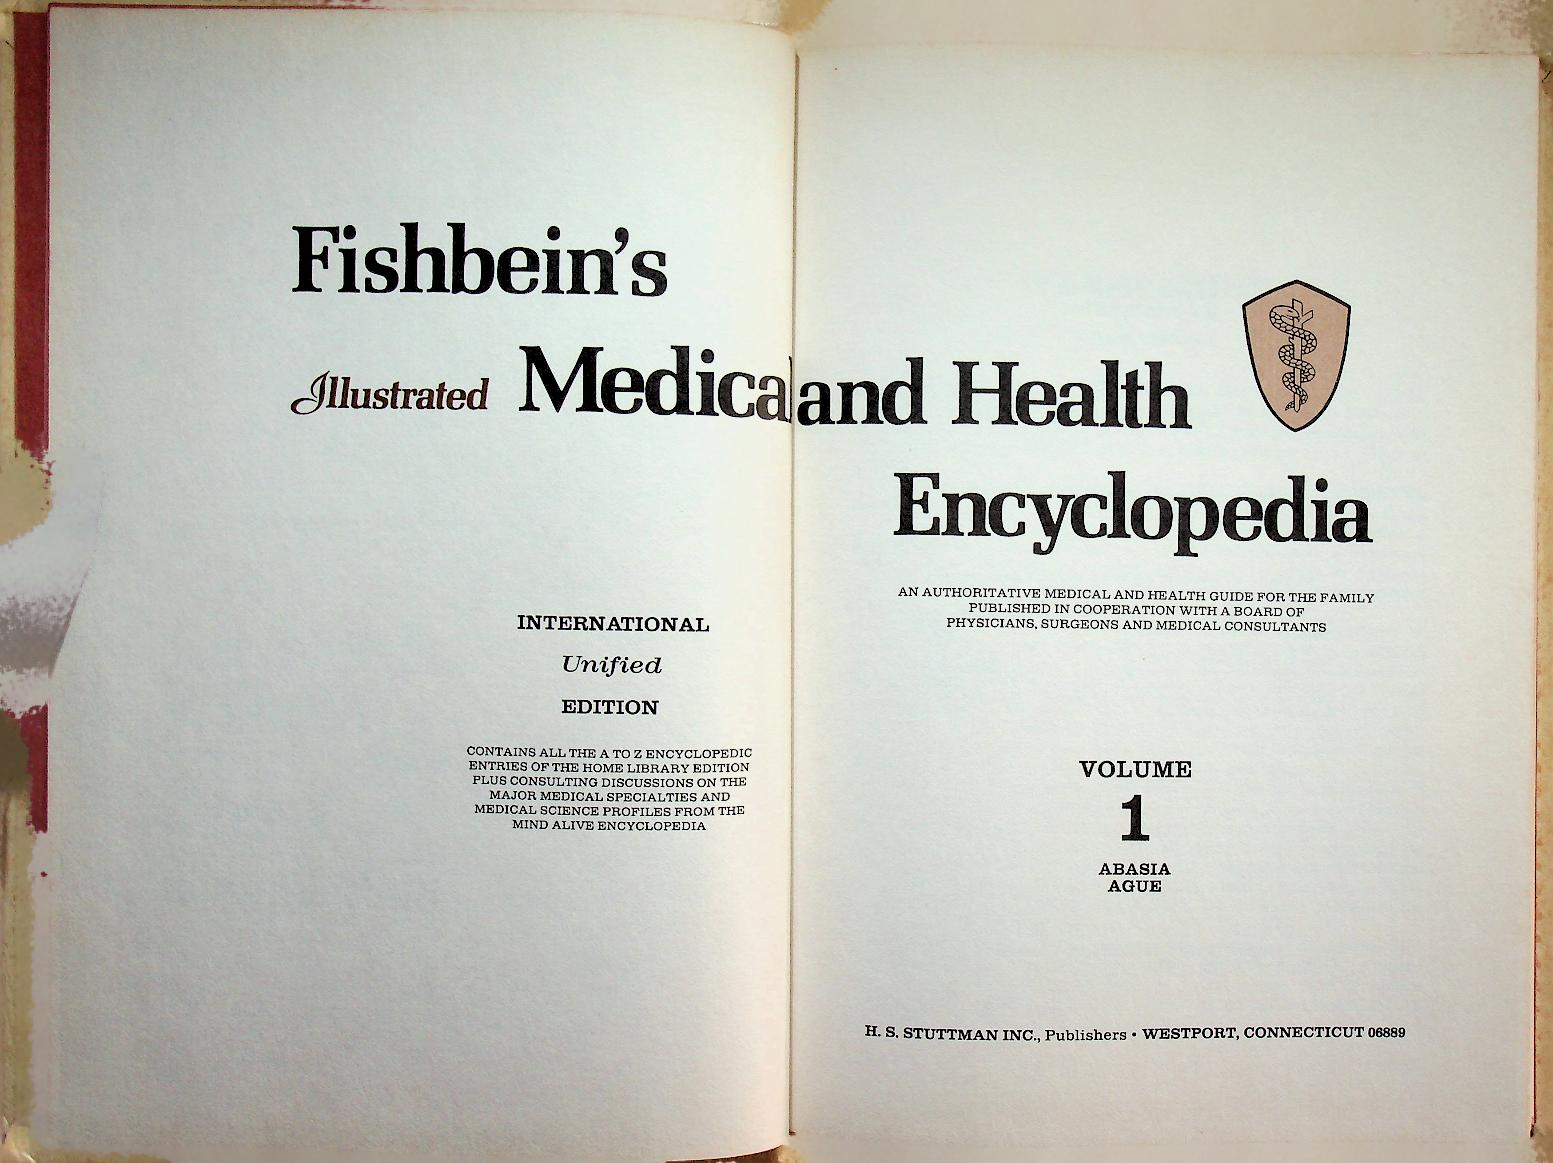 Fishbein's
Illustrated Medical and Health
Encyclopedia
INTERNATIONAL
Unified
EDITION
CONTAINS ALL THE A TO Z ENCYCLOPEDIC
ENTRIES OF THE HOME LIBRARY EDITION
PLUS CONSULTING DISCUSSIONS ON THE
MAJOR MEDICAL SPECIALTIES AND
MEDICAL SCIENCE PROFILES FROM THE
MIND ALIVE ENCYCLOPEDIA
AN AUTHORITATIVE MEDICAL AND HEALTH GUIDE FOR THE FAMILY
PUBLISHED IN COOPERATION WITH A BOARD OF
PHYSICIANS, SURGEONS AND MEDICAL CONSULTANTS
VOLUME
1
ABASIA
AGUE
H. S. STUTTMAN INC., Publishers • WESTPORT, CONNECTICUT 06889